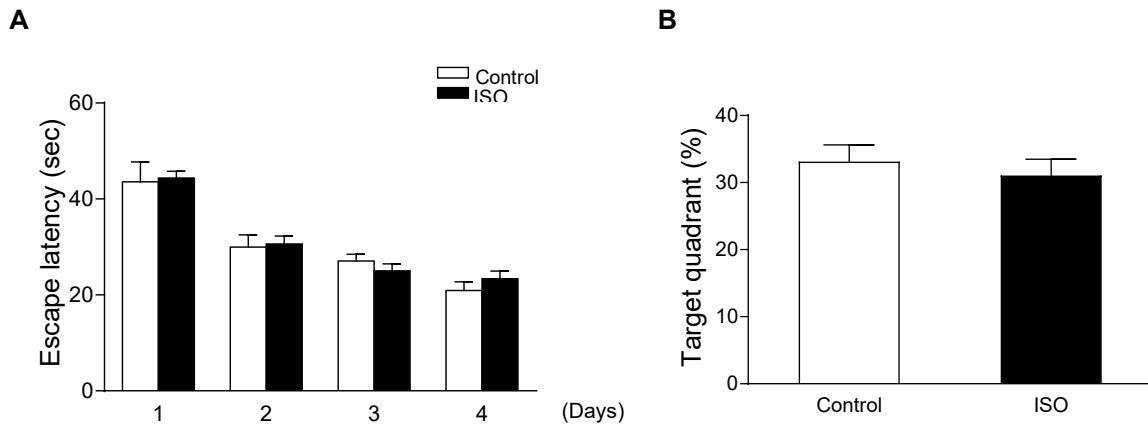 A
Control
ISO
Escape latency (sec)
60
40
20
0
1 2 3 4 (Days)
B
Target quadrant (%)
40
30
20
10
0
Control ISO